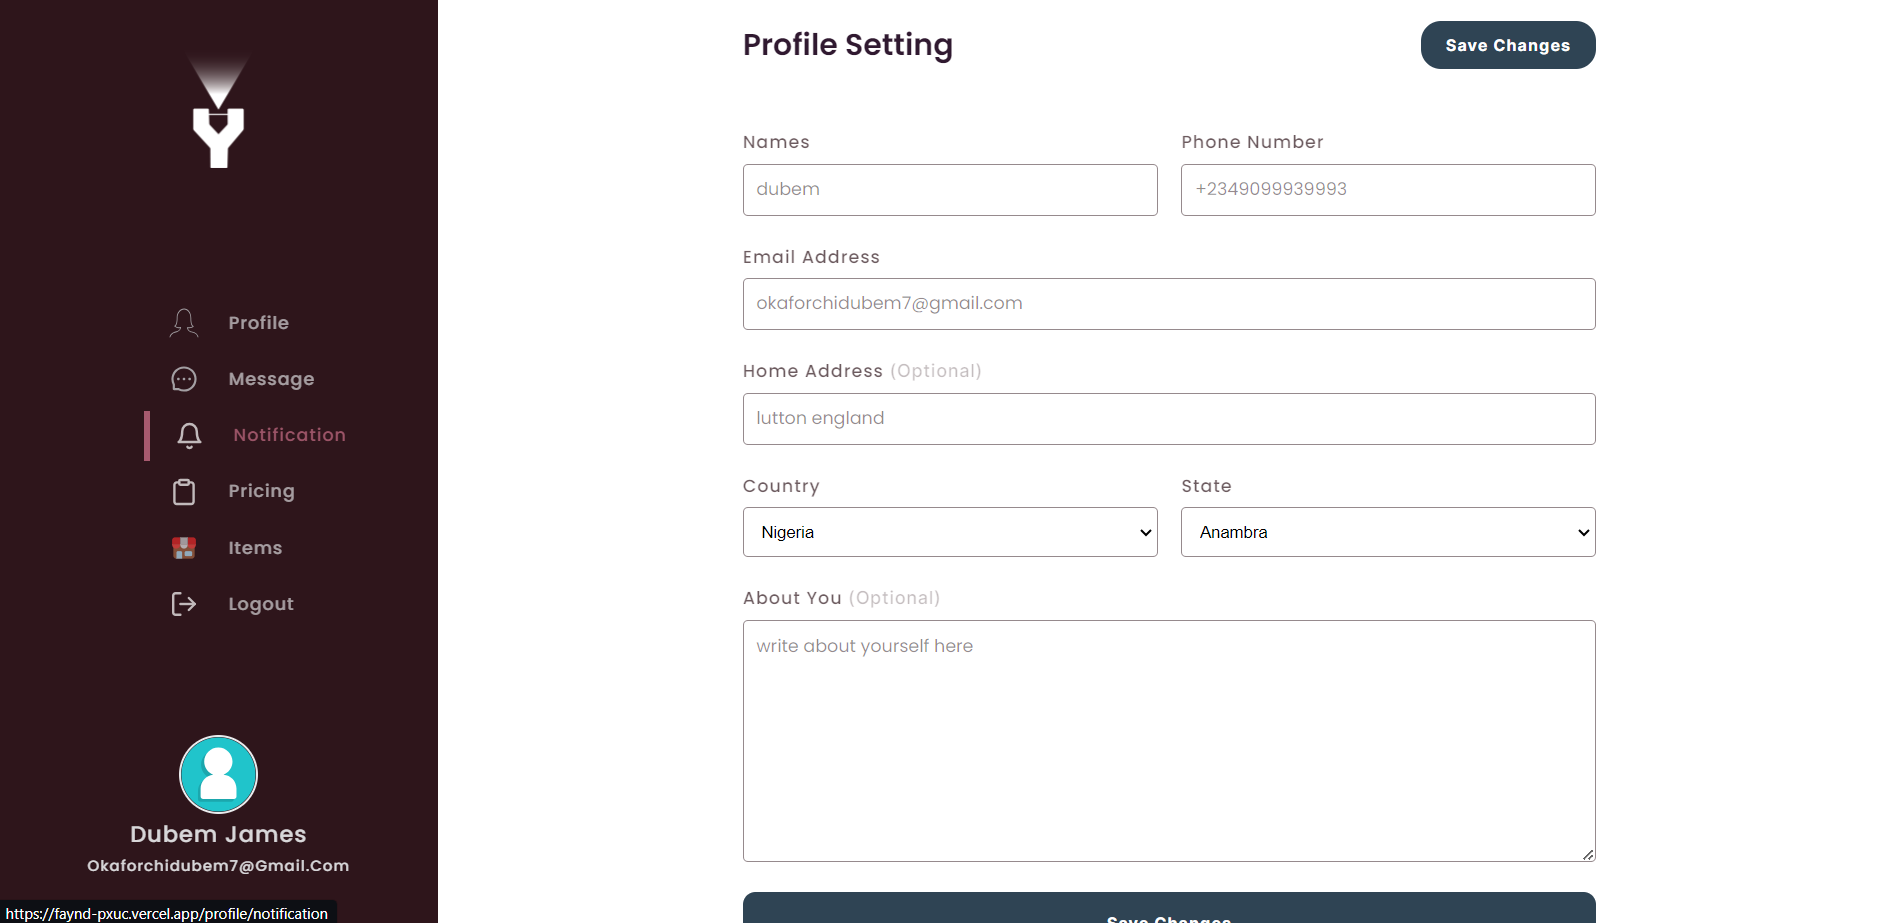 Profile
Message
Notification
Pricing
Items
Logout
Dubem James
Okaforchidubem7@Gmail.Com
https://faynd-pxuc.vercel.app/profile/notification
Profile Setting
Save Changes
Names
Phone Number
dubem
+2349099939993
Email Address
okaforchidubem7@gmail.com
Home Address (Optional)
lutton england
Country
State
Nigeria
Anambra
About You (Optional)
write about yourself here
Save Changes